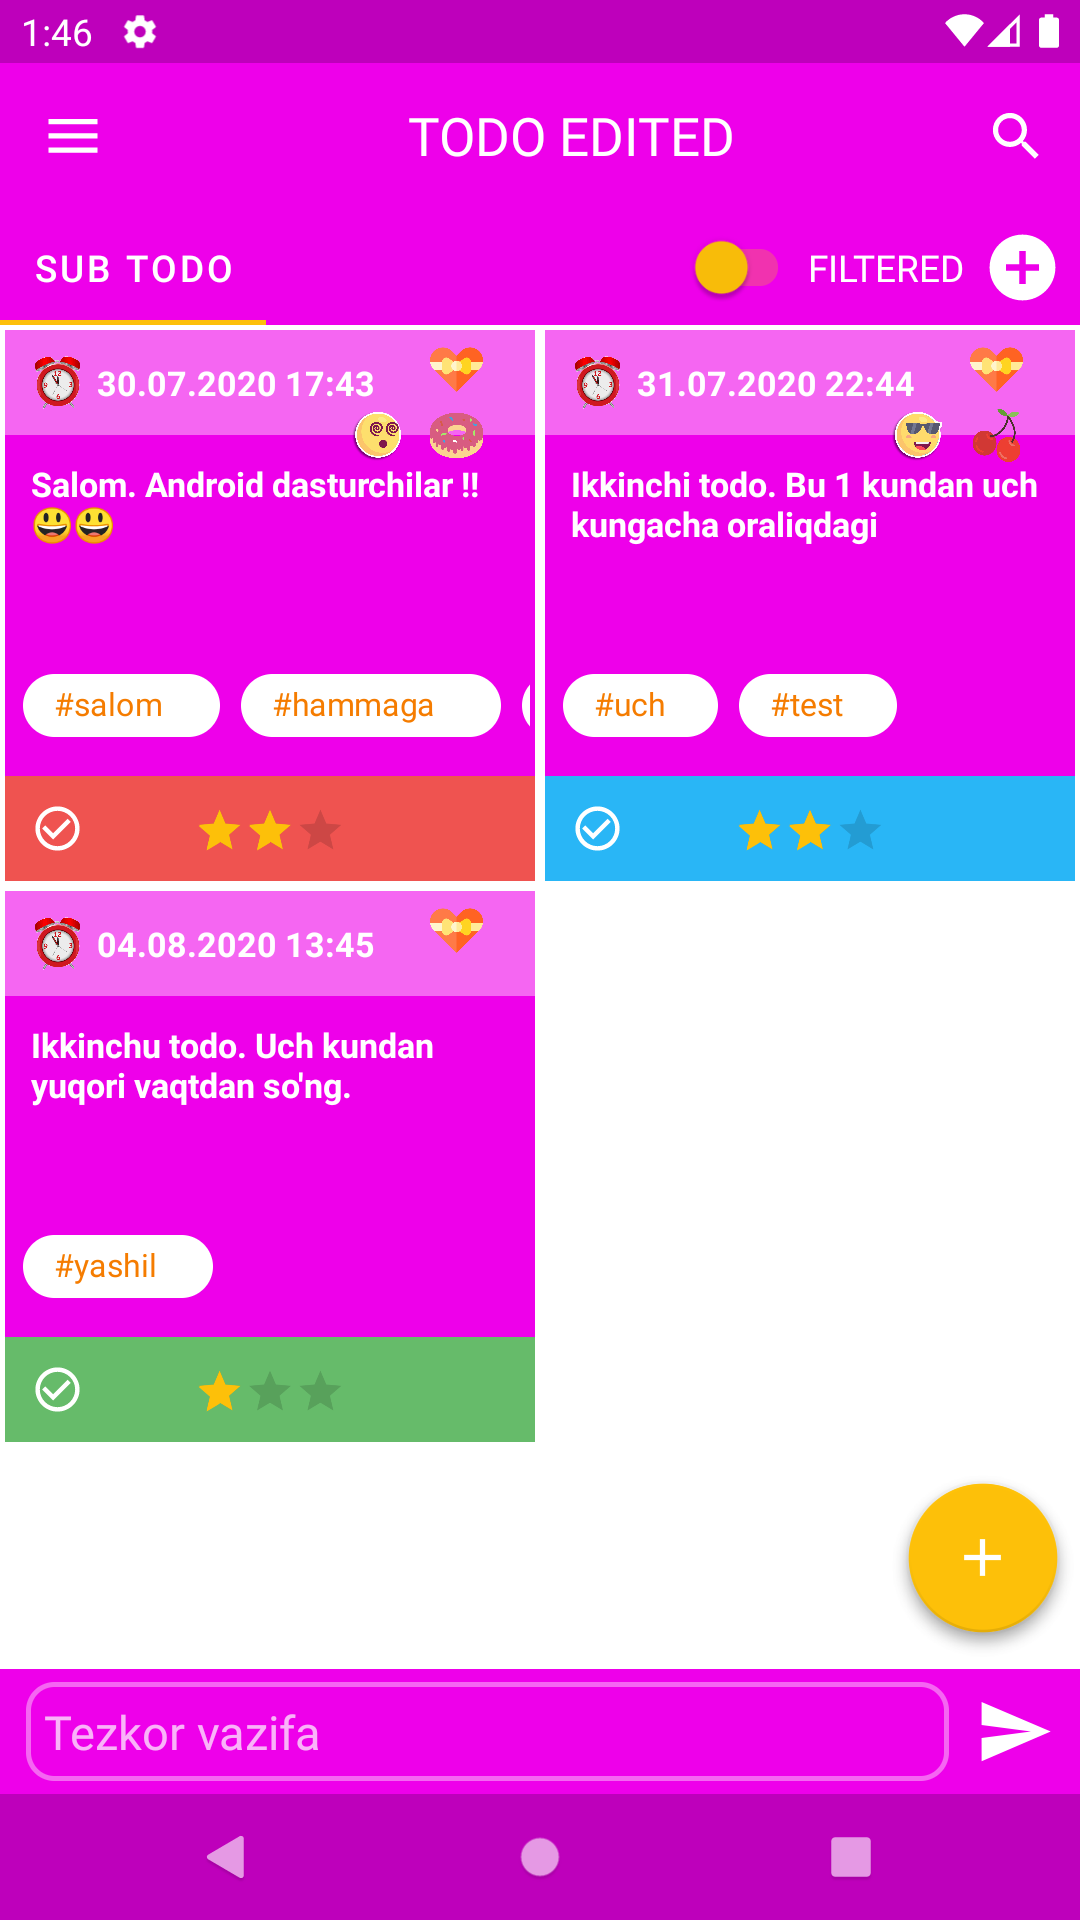 1:46
TODO EDITED
SUB TODO
FILTERED
30.07.2020 17:43
Salom. Android dasturchilar !!
😃😃
#salom #hammaga
31.07.2020 22:44
Ikkinchi todo. Bu 1 kundan uch
kungacha oraliqdagi
#uch #test
04.08.2020 13:45
Ikkinchu todo. Uch kundan
yuqori vaqtdan so'ng.
#yashil
Tezkor vazifa